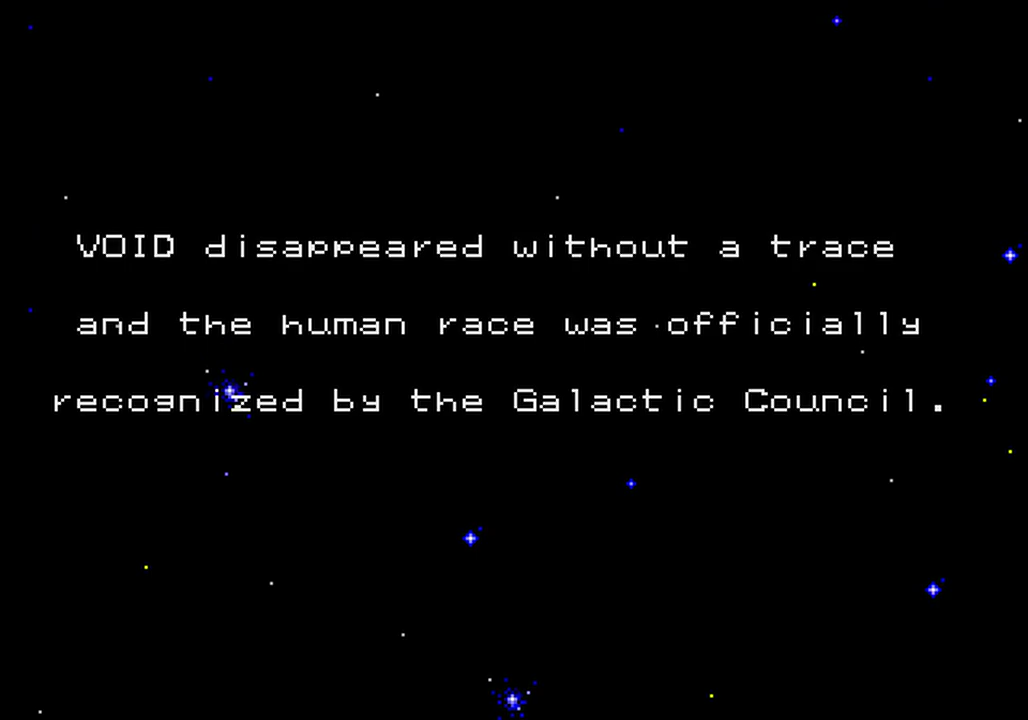 VOID disappeared without a trace
and the human race was officially
recognized by the Galactic Council.